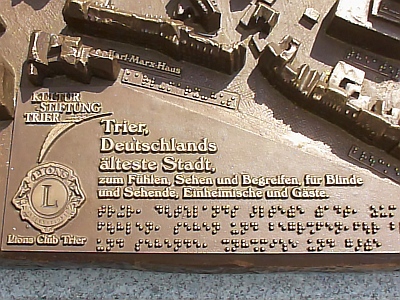 Karl-Marx-Haus
KULTUR
STIFTUNG
TRIER
Trier,
Deutschlands
älteste Stadt,
zum Fühlen, Sehen und Begreifen, für Blinde
und Sehende, Einheimische und Gäste.
LIONS
L
Lions Club Trier